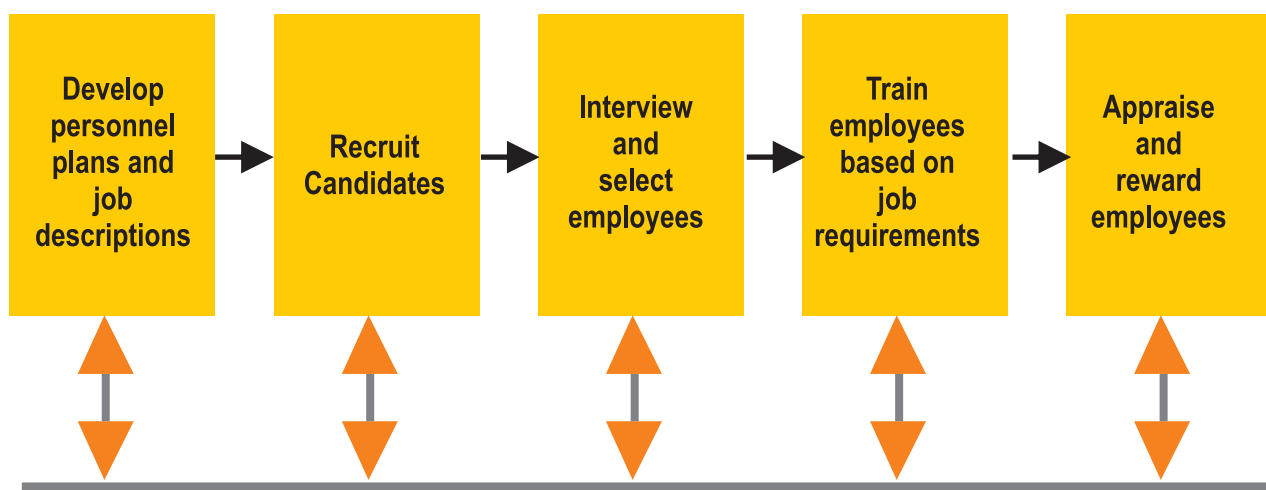 Develop
personnel
plans and
job
descriptions
Recruit
Candidates
Interview
and
select
employees
Train
employees
based on
job
requirements
Appraise
and
reward
employees